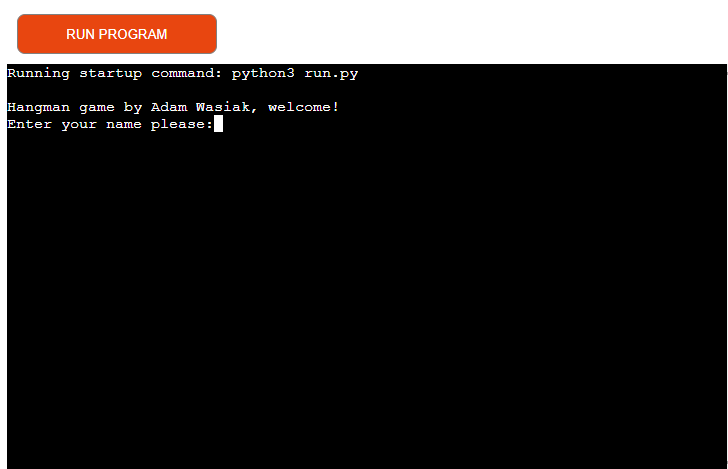 RUN PROGRAM
Running startup command: python3 run.py
Hangman game by Adam Wasiak, welcome!
Enter your name please: